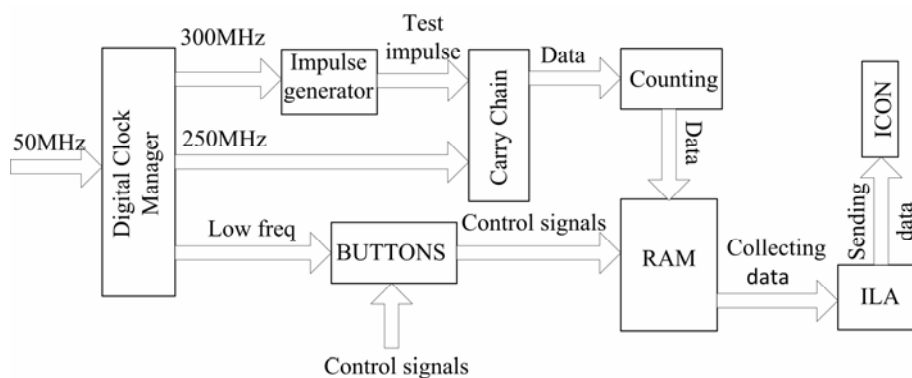 300MHz
Impulse
generator
Test
impulse
Carry Chain
Data
Counting
ICON
50MHz
Digital Clock
Manager
250MHz
Data
Sending
data
Low freq
BUTTONS
Control signals
RAM
Collecting
data
ILA
Control signals